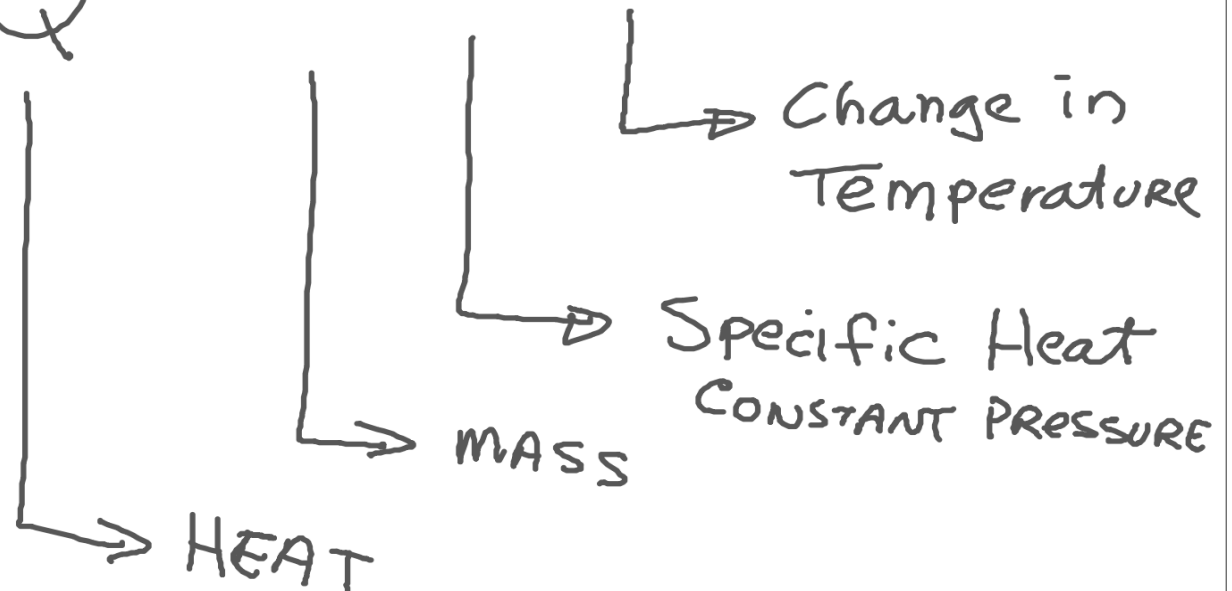 Q
Change in
Temperature
Specific Heat
CONSTANT PRESSURE
MASS
HEAT